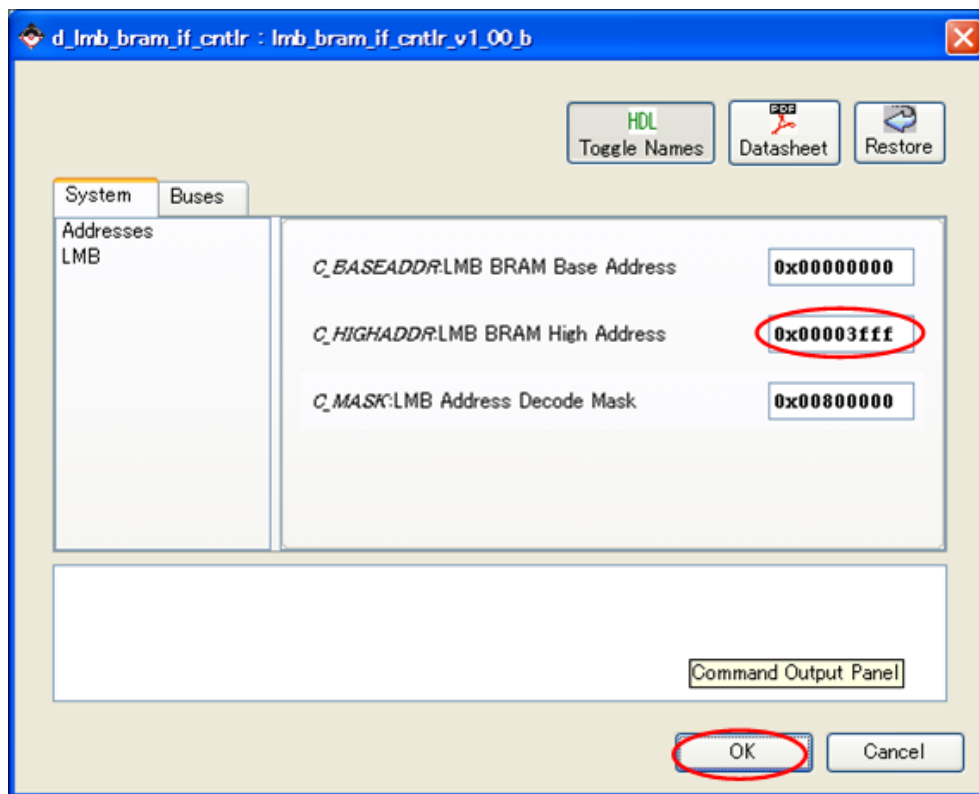 d_lmb_bram_if_cntlr : lmb_bram_if_cntlr_v1_00_b
HDL
Toggle Names
PDF
Datasheet
Restore
System
Buses
Addresses
LMB
C_BASEADDR:LMB BRAM Base Address 0x00000000
C_HIGHADDR:LMB BRAM High Address 0x00003fff
C_MASK:LMB Address Decode Mask 0x00800000
Command Output Panel
OK
Cancel